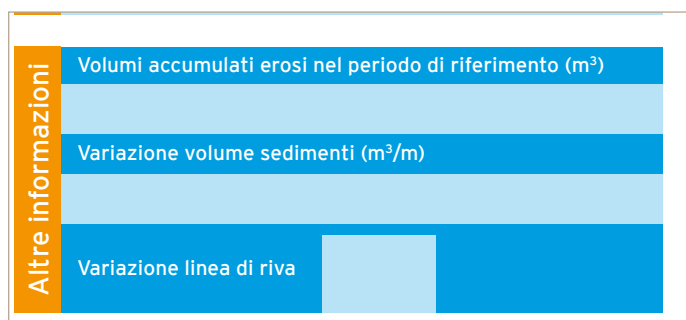 Altre informazioni
Volumi accumulati erosi nel periodo di riferimento (m³)
Variazione volume sedimenti (m³/m)
Variazione linea di riva